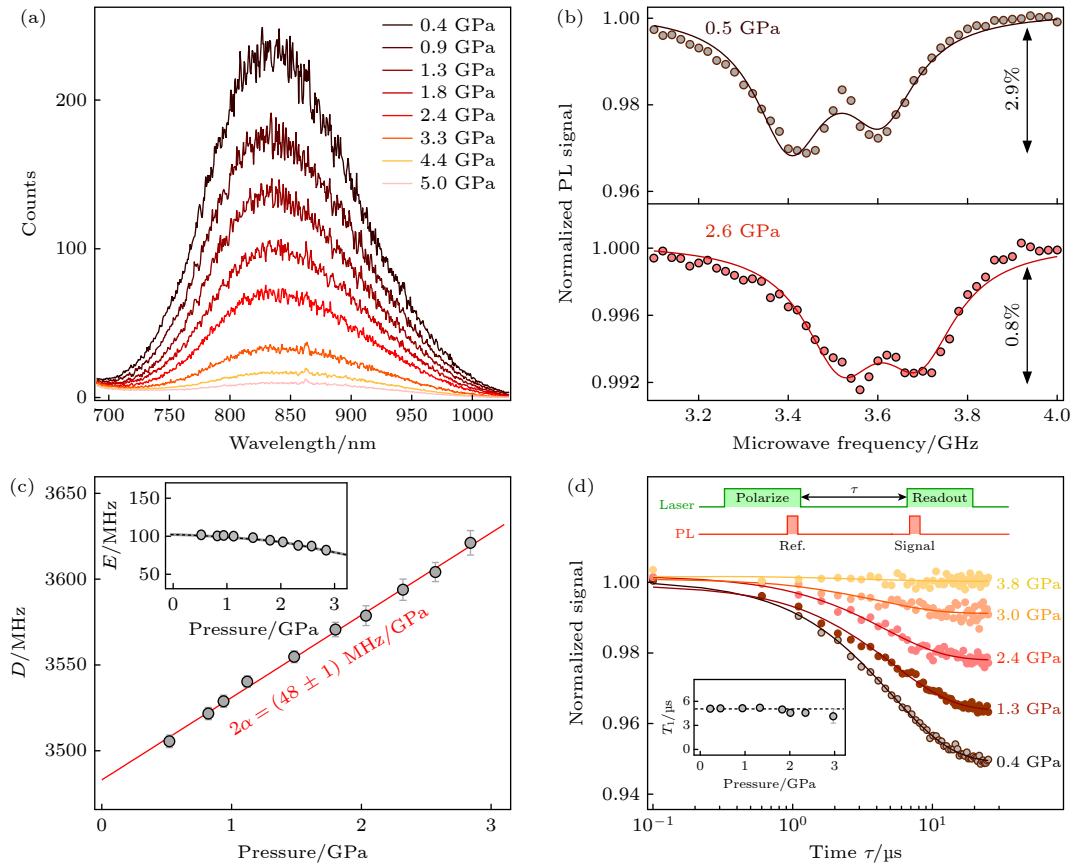 (a)
0.4 GPa
0.9 GPa
1.3 GPa
1.8 GPa
2.4 GPa
3.3 GPa
4.4 GPa
5.0 GPa
200
100
0
Counts
700 750 800 850 900 950 1000
Wavelength/nm
(b)
0.5 GPa
2.9%
1.00
0.98
0.96
2.6 GPa
0.8%
1.000
0.996
0.992
Normalized PL signal
3.2 3.4 3.6 3.8 4.0
Microwave frequency/GHz
(c)
3650
3600
3550
3500
D/MHz
100
50
E/MHz
0 1 2 3
Pressure/GPa
2α = (48 ± 1) MHz/GPa
0 1 2 3
Pressure/GPa
(d)
Laser
Polarize
τ
Readout
PL
Ref.
Signal
1.00
0.98
0.96
0.94
Normalized signal
3.8 GPa
3.0 GPa
2.4 GPa
1.3 GPa
0.4 GPa
6
3
0
T₁/μs
0 1 2 3
Pressure/GPa
10⁻¹ 10⁰ 10¹
Time τ/μs